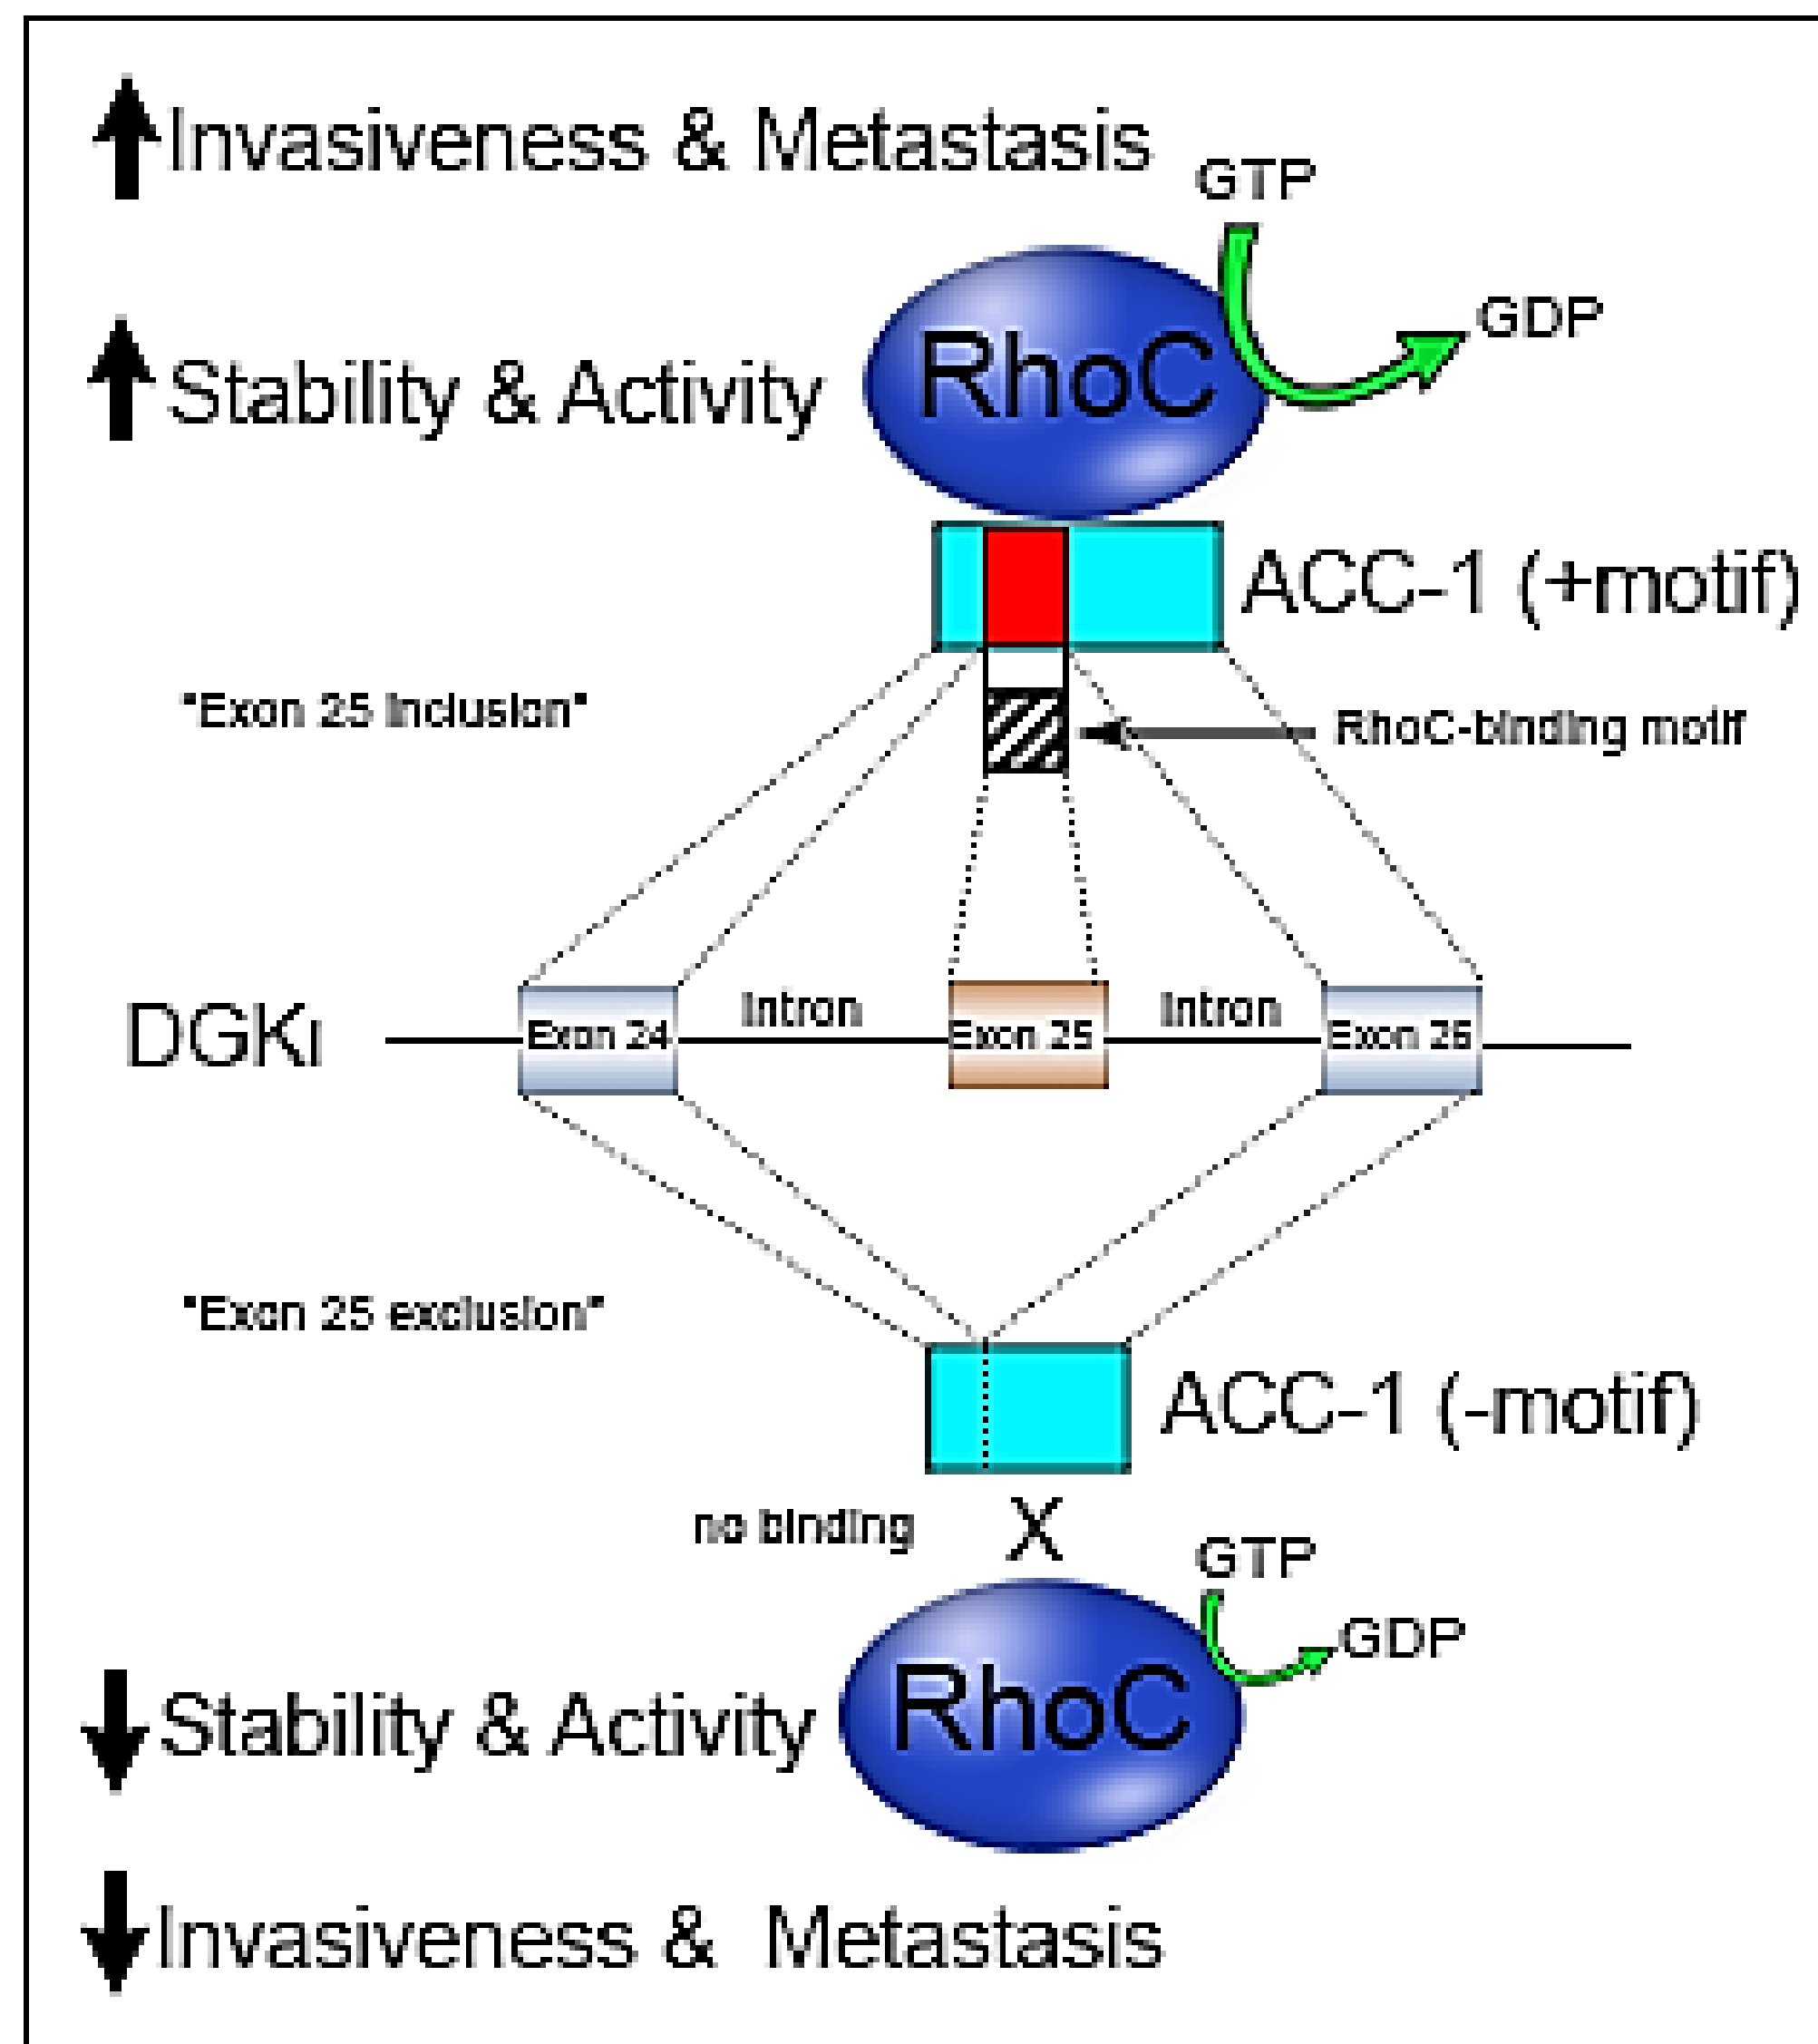 Invasiveness & Metastasis
GTP
GDP
RhoC
Stability & Activity
ACC-1 (+motif)
"Exon 25 inclusion"
RhoC-binding motif
DGKι
Exon 24
Intron
Exon 25
Intron
Exon 26
"Exon 25 exclusion"
ACC-1 (-motif)
no binding
X
GTP
GDP
RhoC
Stability & Activity
Invasiveness & Metastasis